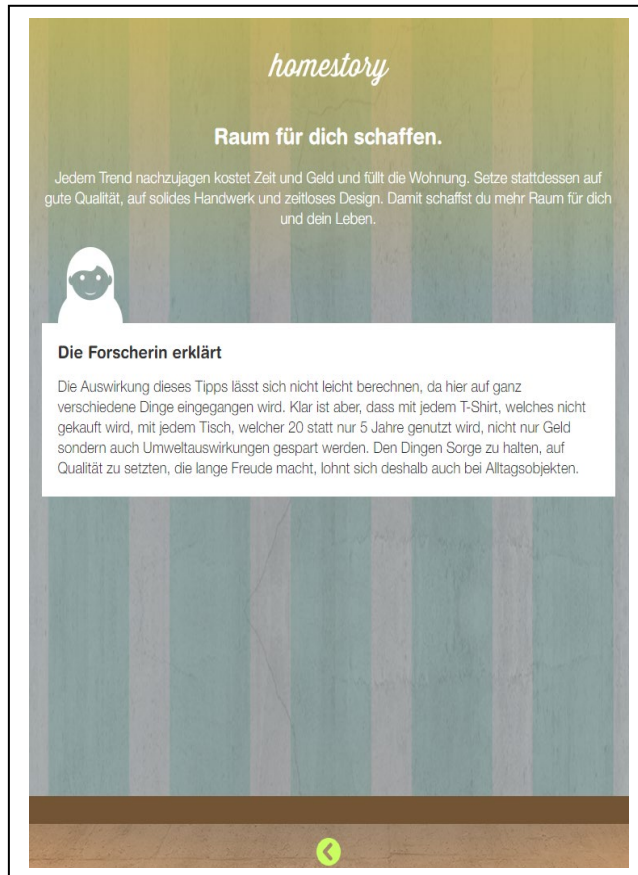 homestory
Raum für dich schaffen.
Jedem Trend nachzujagen kostet Zeit und Geld und füllt die Wohnung. Setze stattdessen auf
gute Qualität, auf solides Handwerk und zeitloses Design. Damit schaffst du mehr Raum für dich
und dein Leben.
Die Forscherin erklärt
Die Auswirkung dieses Tipps lässt sich nicht leicht berechnen, da hier auf ganz
verschiedene Dinge eingegangen wird. Klar ist aber, dass mit jedem T-Shirt, welches nicht
gekauft wird, mit jedem Tisch, welcher 20 statt nur 5 Jahre genutzt wird, nicht nur Geld
sondern auch Umweltauswirkungen gespart werden. Den Dingen Sorge zu halten, auf
Qualität zu setzten, die lange Freude macht, lohnt sich deshalb auch bei Alltagsobjekten.